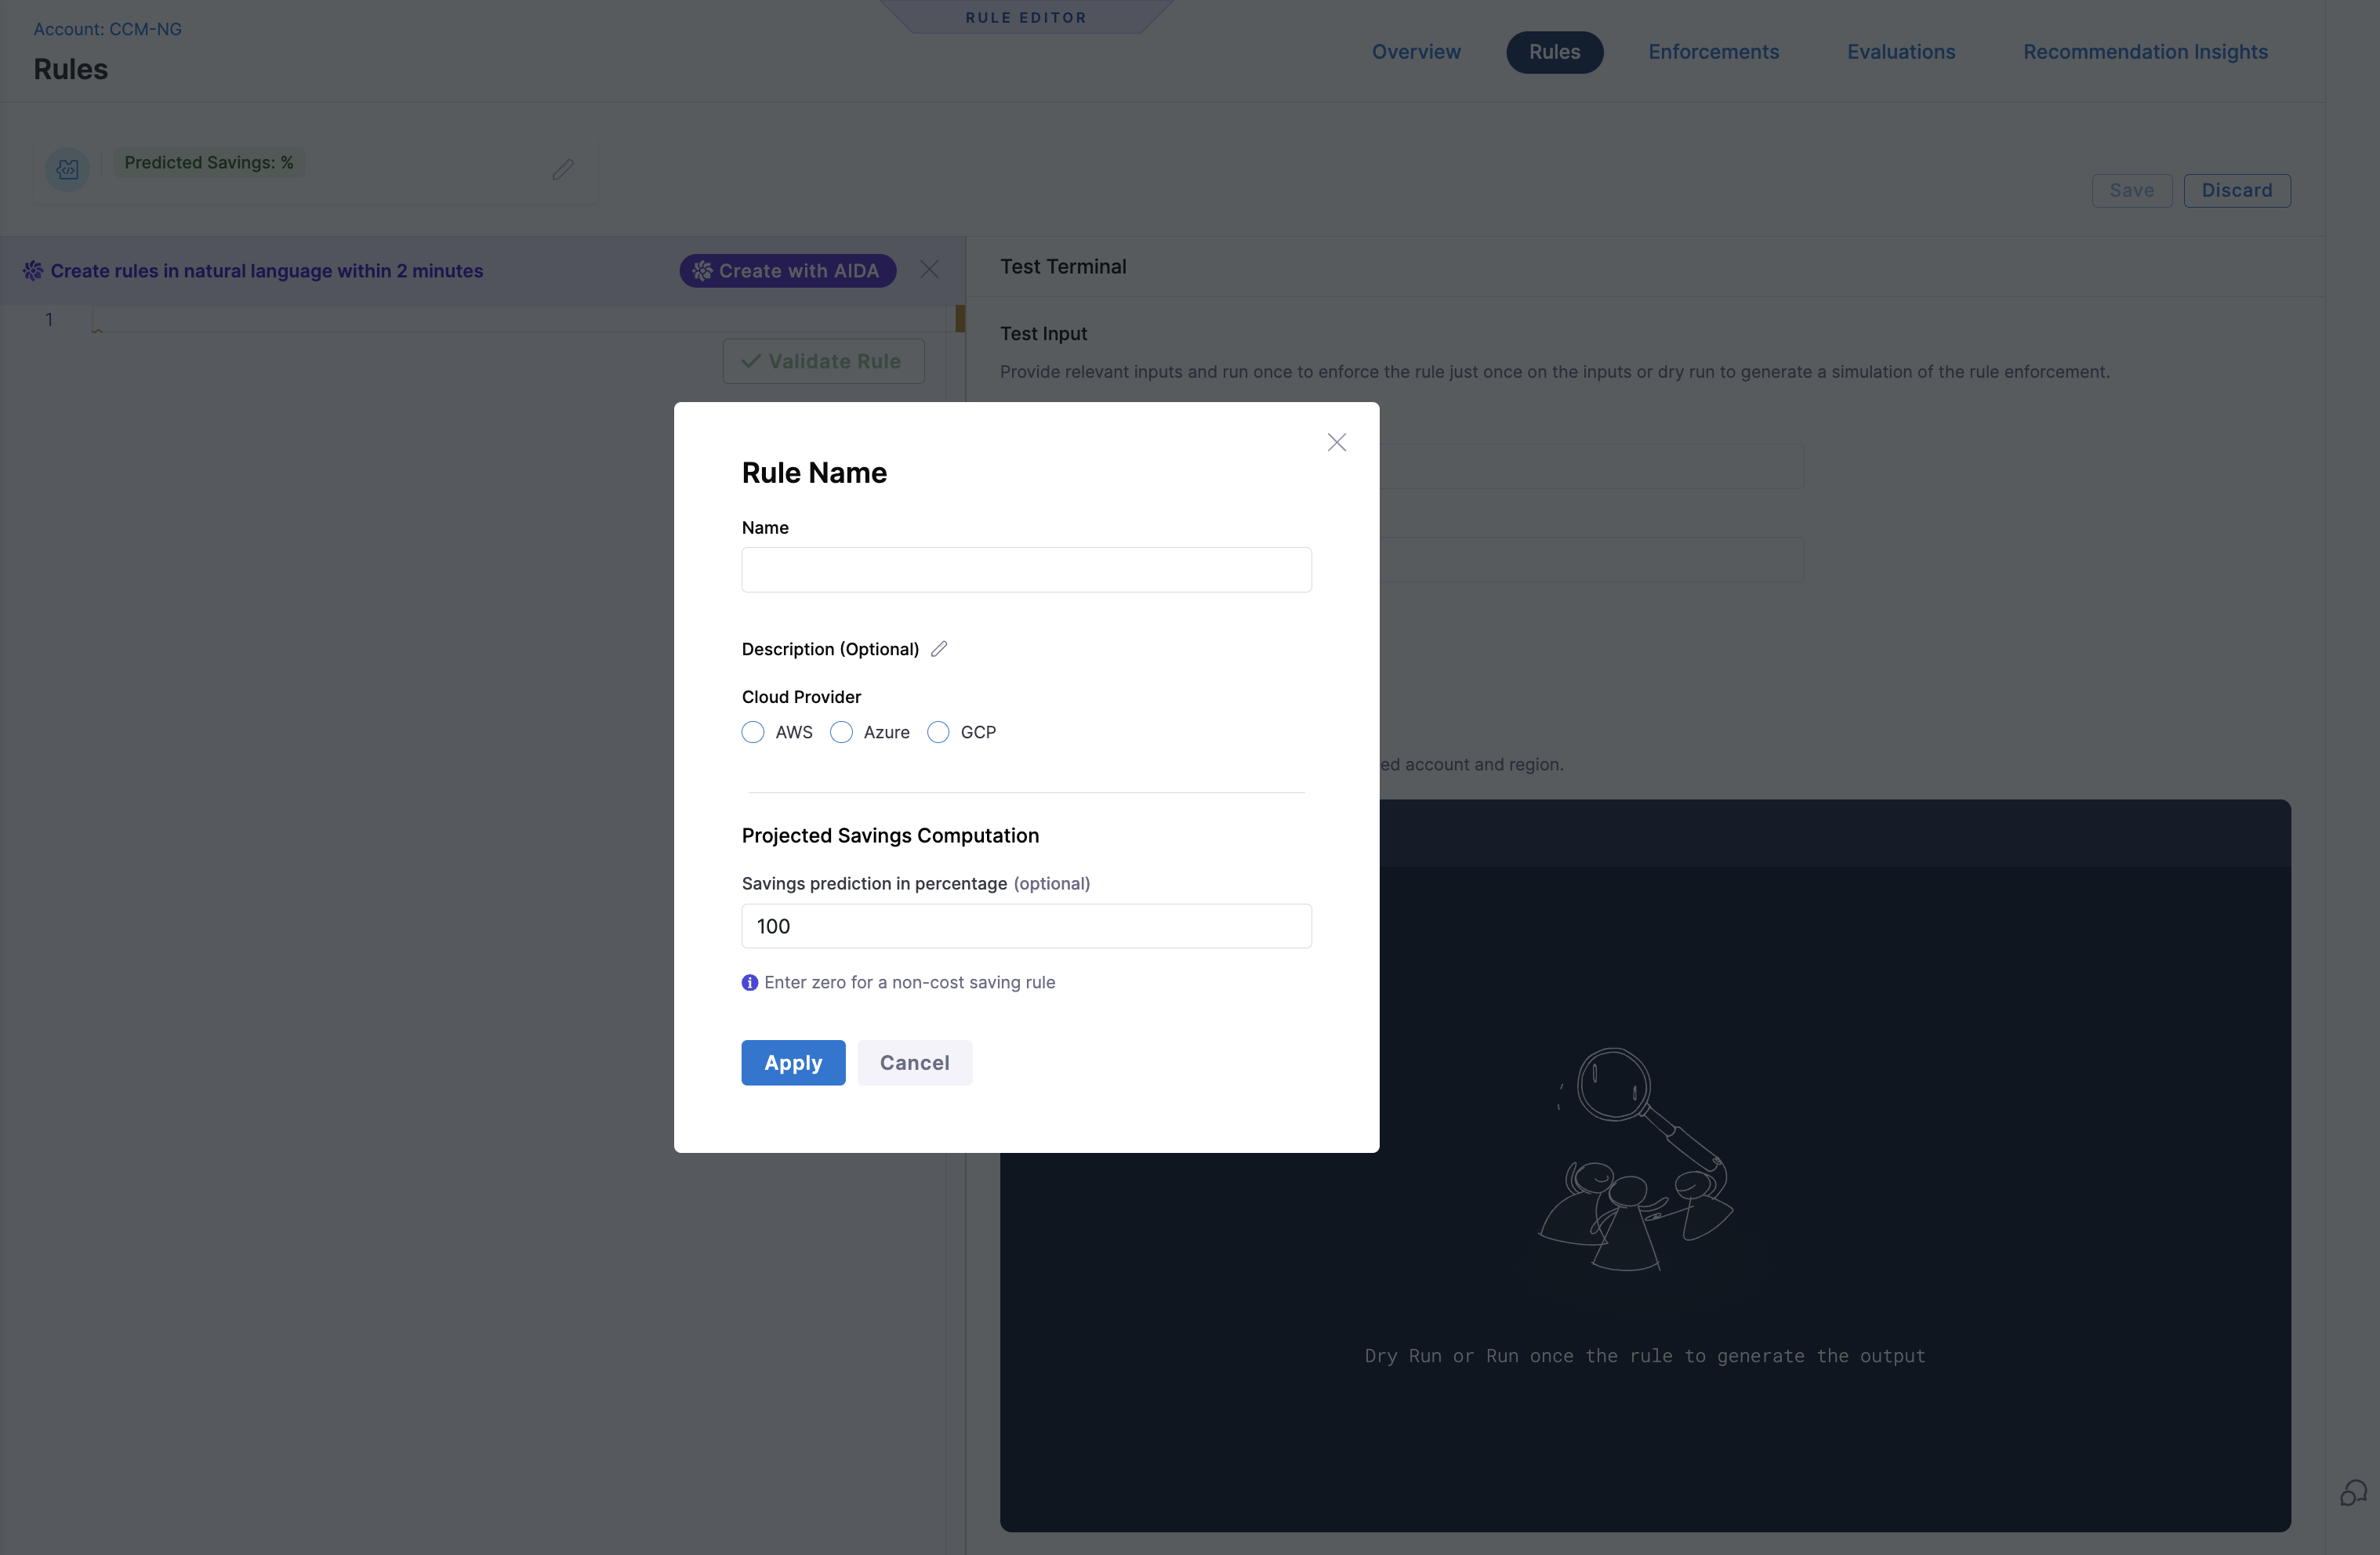 RULE EDITOR
Account: CCM-NG
Rules
Overview
Rules
Enforcements
Evaluations
Recommendation Insights
Predicted Savings: %
Save
Discard
Create rules in natural language within 2 minutes
Create with AIDA
1
Validate Rule
Test Terminal
Test Input
Provide relevant inputs and run once to enforce the rule just once on the inputs or dry run to generate a simulation of the rule enforcement.
Rule Name
Name
Description (Optional)
Cloud Provider
AWS
Azure
GCP
ed account and region.
Projected Savings Computation
Savings prediction in percentage (optional)
100
Enter zero for a non-cost saving rule
Apply
Cancel
Dry Run or Run once the rule to generate the output